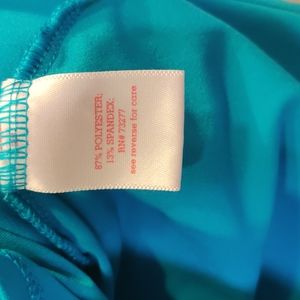 87% POLYESTER;
13% SPANDEX;
RN# 73277
see reverse for care